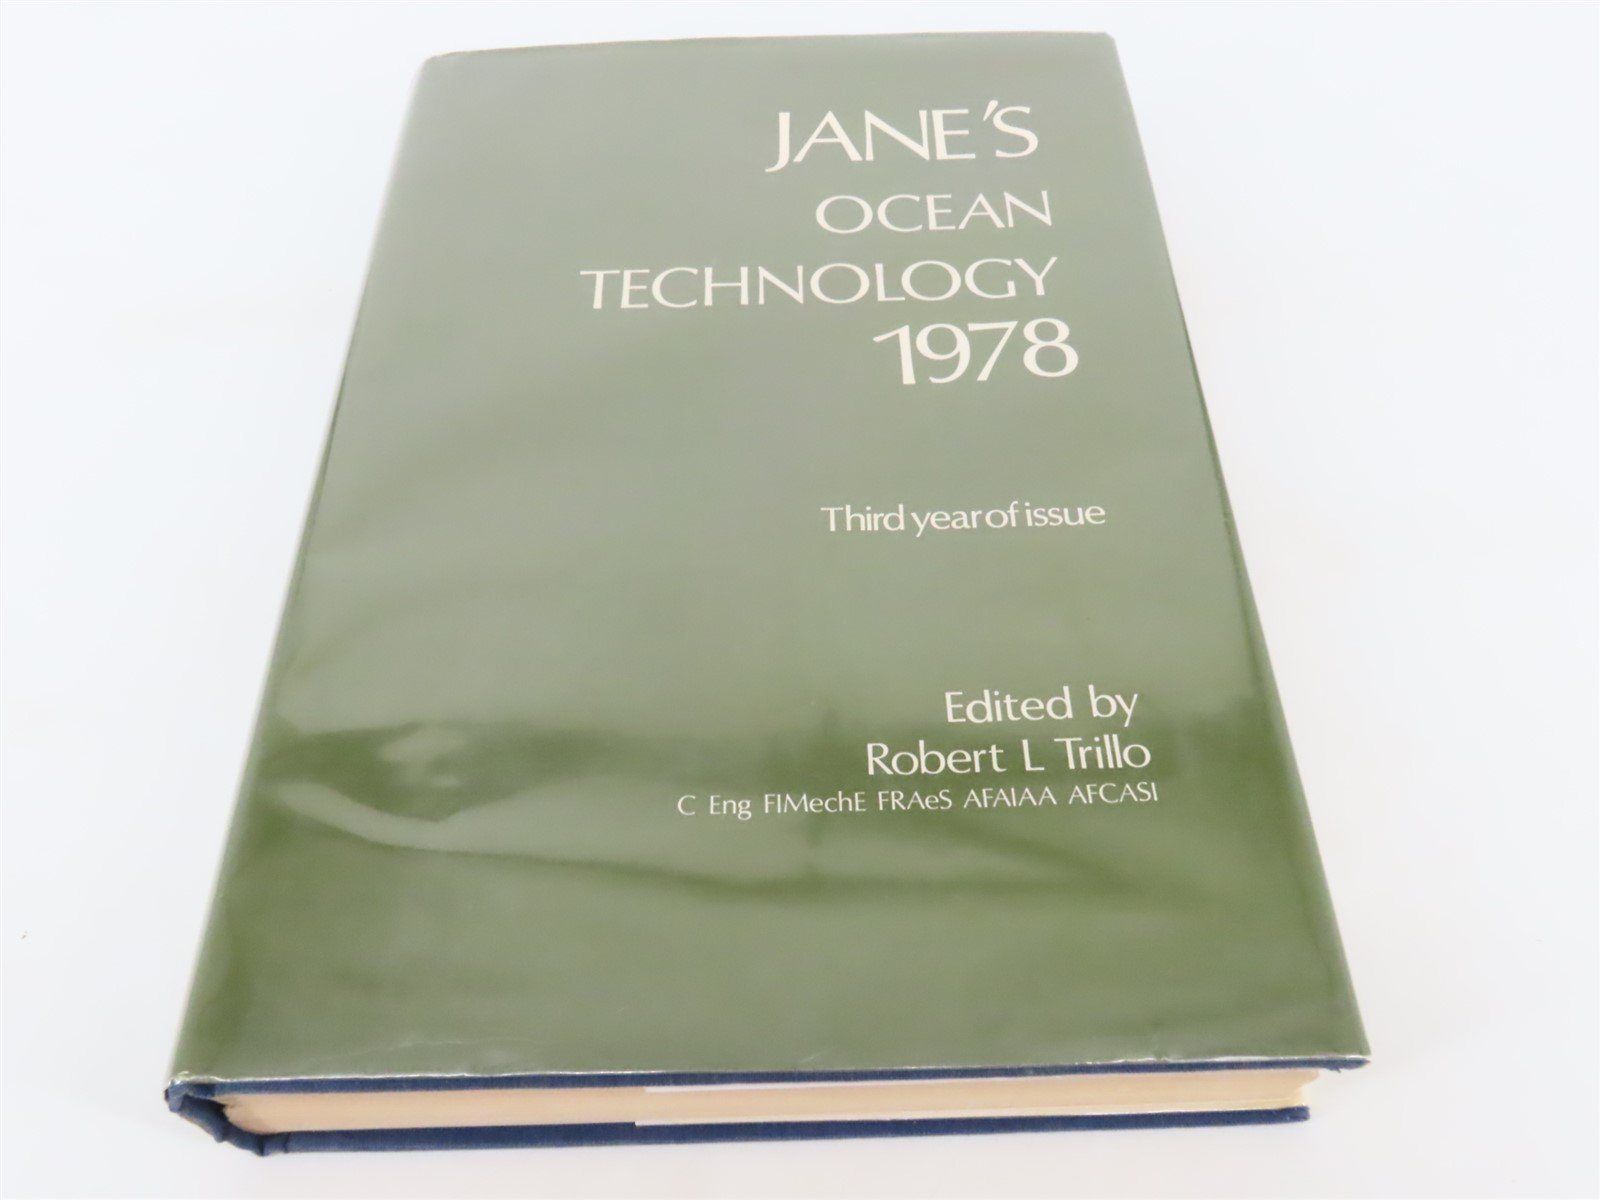 JANE'S
OCEAN
TECHNOLOGY
1978
Third year of issue
Edited by
Robert L Trillo
C Eng FIMechE FRAeS AFAIAA AFCASI